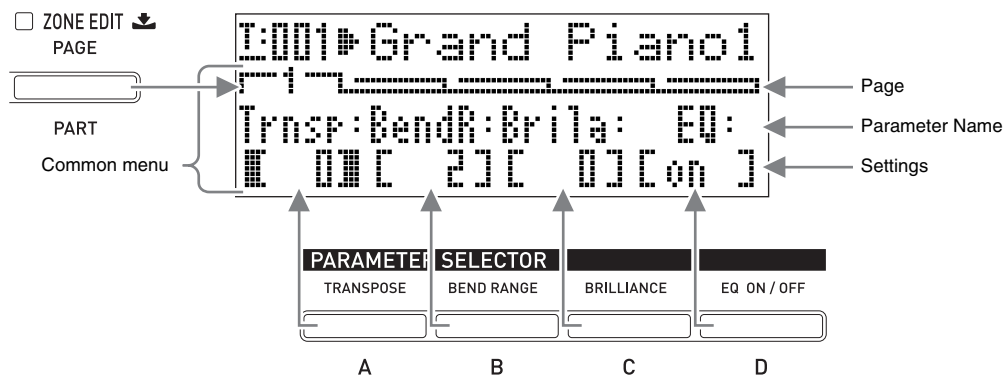 ZONE EDIT
PAGE
PART
Common menu
I:001 Grand Piano1
1
Trnsp:BendR:Brila: EQ:
[ 0][ 2][ 0][on ]
Page
Parameter Name
Settings
PARAMETER SELECTOR
TRANSPOSE BEND RANGE BRILLIANCE EQ ON / OFF
A B C D